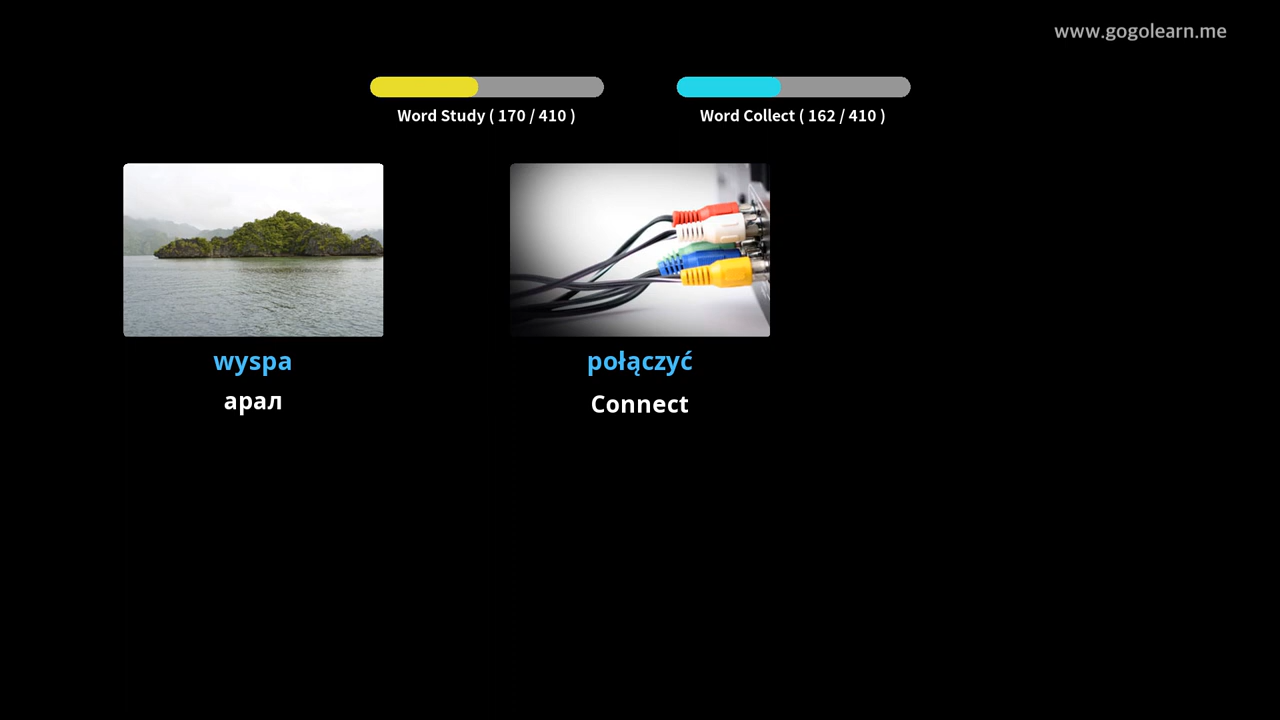 www.gogolearn.me
Word Study ( 170 / 410 )
Word Collect ( 162 / 410 )
wyspa
арал
połączyć
Connect